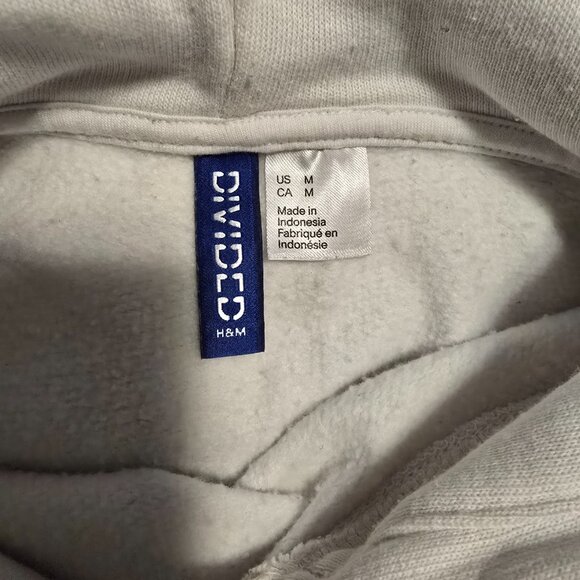 DIVIDED
H&M
US M
CA M
Made in
Indonesia
Fabriqué en
Indonésie